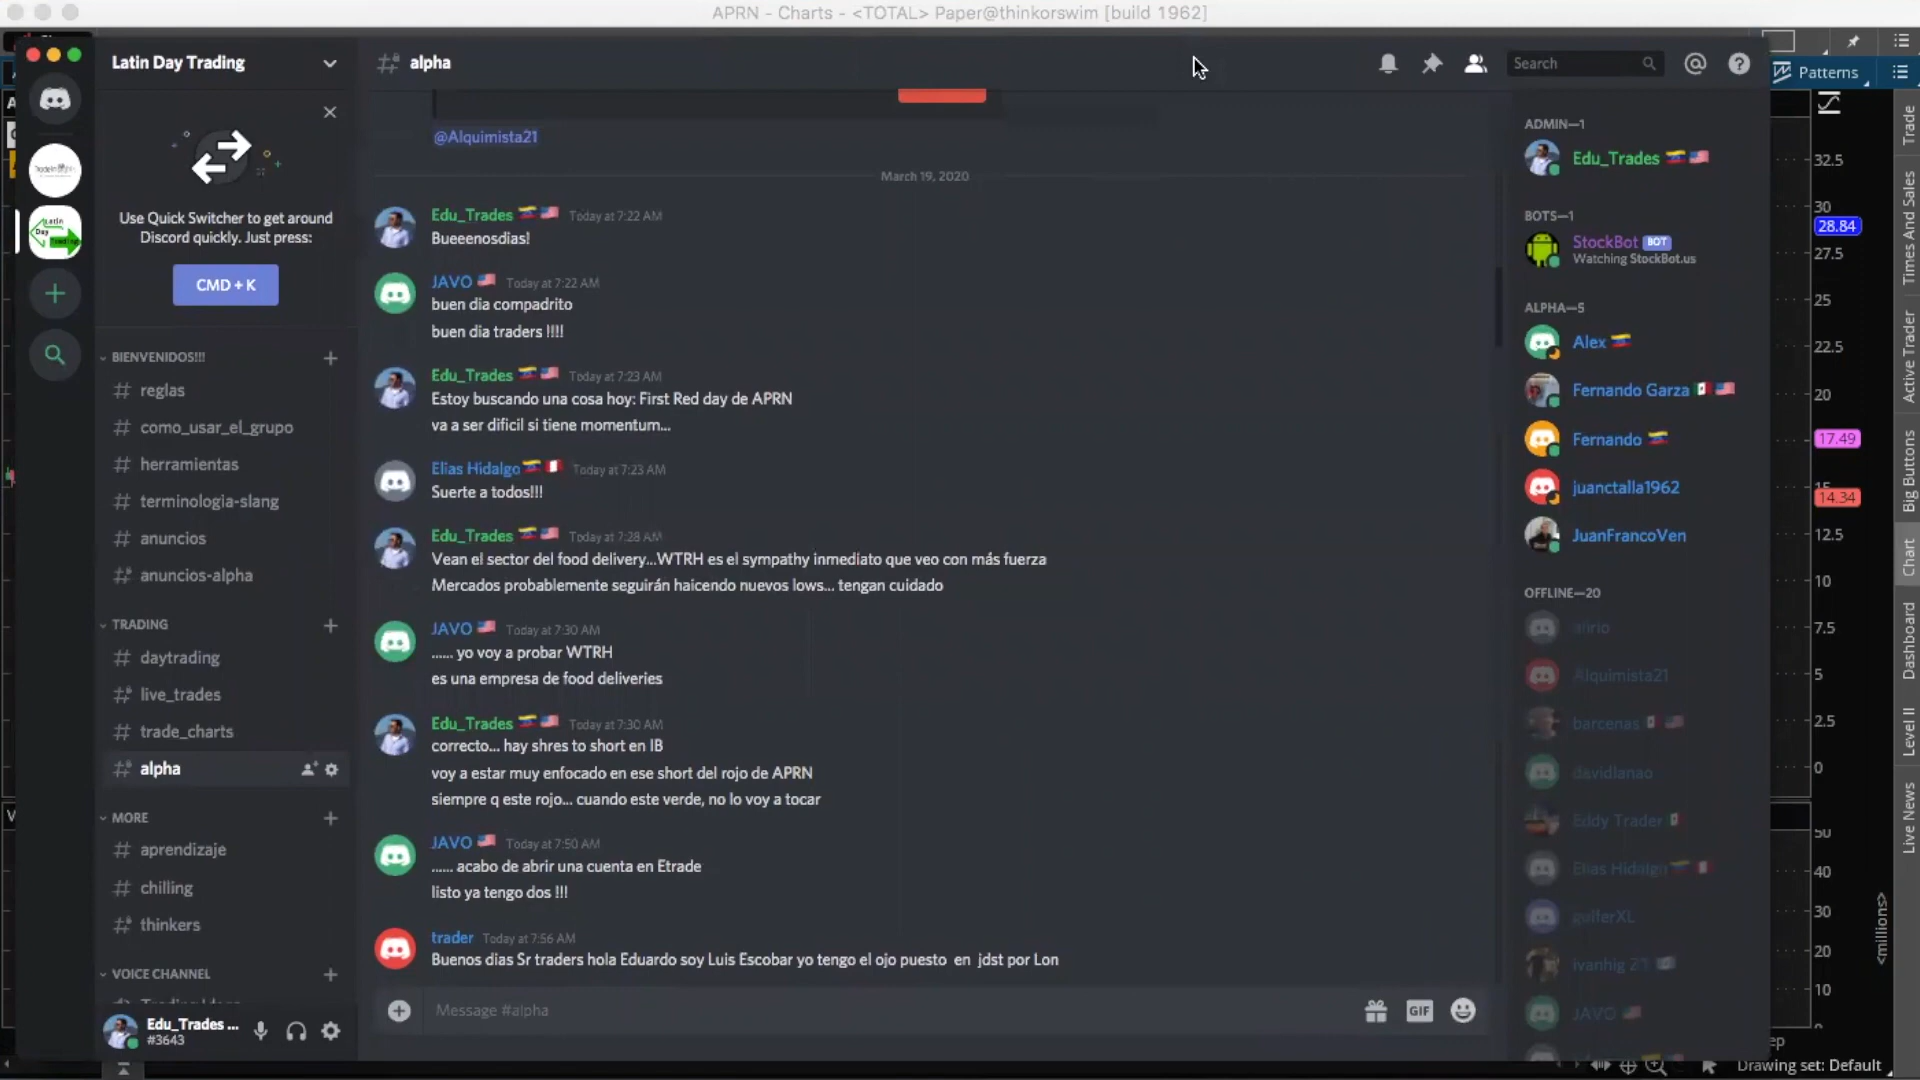 APRN - Charts - <TOTAL> Paper@thinkorswim [build 1962]
Latin Day Trading
alpha
Search
Patterns
Use Quick Switcher to get around
Discord quickly. Just press:
CMD + K
BIENVENIDOS!!!
reglas
como_usar_el_grupo
herramientas
terminologia-slang
anuncios
anuncios-alpha
TRADING
daytrading
live_trades
trade_charts
alpha
MORE
aprendizaje
chilling
thinkers
VOICE CHANNEL
Edu_Trades ...
#3643
@Alquimista21
March 19, 2020
Edu_Trades Today at 7:22 AM
Bueeenosdias!
JAVO Today at 7:22 AM
buen dia compadrito
buen dia traders !!!!
Edu_Trades Today at 7:23 AM
Estoy buscando una cosa hoy: First Red day de APRN
va a ser dificil si tiene momentum...
Elias Hidalgo Today at 7:23 AM
Suerte a todos!!!
Edu_Trades Today at 7:28 AM
Vean el sector del food delivery...WTRH es el sympathy inmediato que veo con más fuerza
Mercados probablemente seguirán haicendo nuevos lows... tengan cuidado
JAVO Today at 7:30 AM
...... yo voy a probar WTRH
es una empresa de food deliveries
Edu_Trades Today at 7:30 AM
correcto... hay shres to short en IB
voy a estar muy enfocado en ese short del rojo de APRN
siempre q este rojo... cuando este verde, no lo voy a tocar
JAVO Today at 7:50 AM
...... acabo de abrir una cuenta en Etrade
listo ya tengo dos !!!
trader Today at 7:56 AM
Buenos dias Sr traders hola Eduardo soy Luis Escobar yo tengo el ojo puesto en jdst por Lon
Message #alpha
GIF
ADMIN—1
Edu_Trades
BOTS—1
StockBot BOT
Watching StockBot.us
ALPHA—5
Alex
Fernando Garza
Fernando
juanctalla1962
JuanFrancoVen
OFFLINE—20
Alquimista21
barcenas
davidlanao
Eddy Trader
Elias Hidalgo
gulferXL
JAVO
32.5
30
28.84
27.5
25
22.5
20
17.49
15
14.34
12.5
10
7.5
5
2.5
0
50
40
30
20
10
<millions>
Drawing set: Default
Trade
Times And Sales
Active Trader
Big Buttons
Chart
Dashboard
Level II
Live News